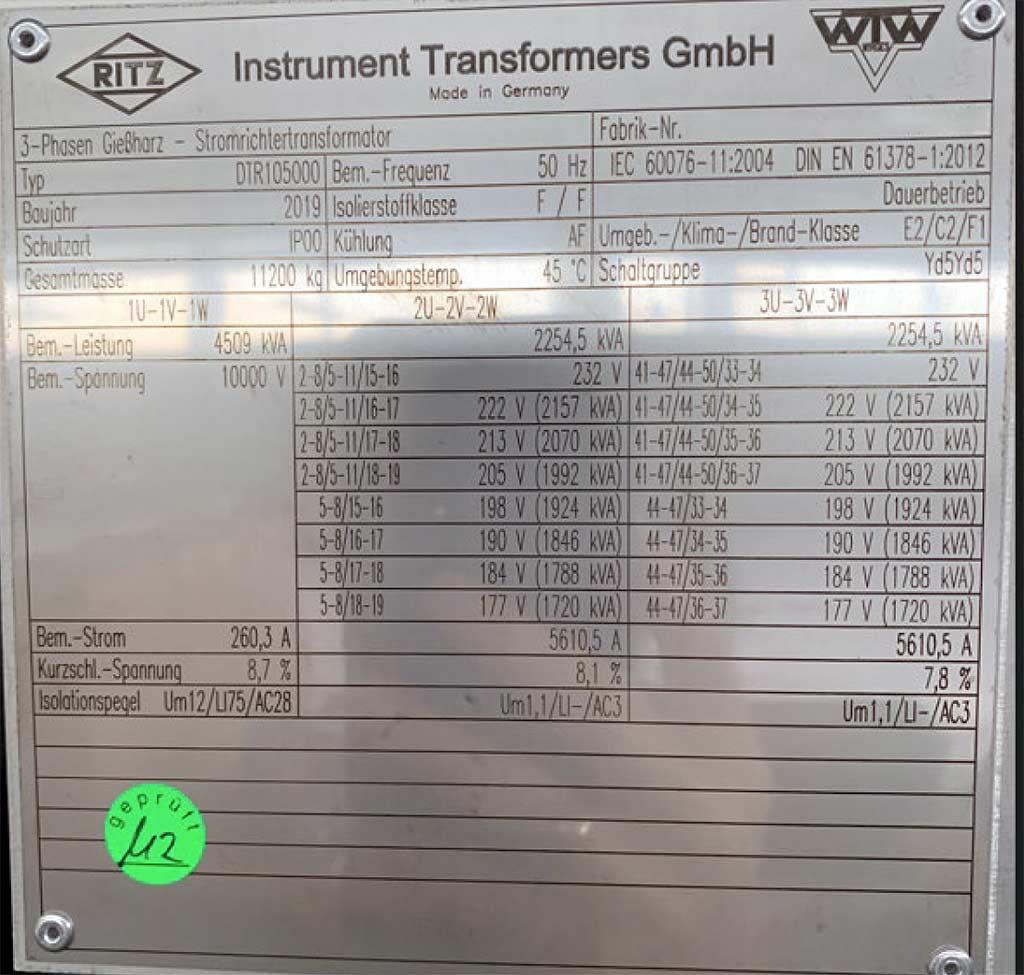 RITZ
Instrument Transformers GmbH
WTW
Made in Germany
3-Phasen Gießharz - Stromrichtertransformator Fabrik-Nr.
Typ DTR105000 Bem.-Frequenz 50 Hz IEC 60076-11:2004 DIN EN 61378-1:2012
Baujahr 2019 Isolierstoffklasse F / F Dauerbetrieb
Schutzart IP00 Kühlung AF Umgeb.-/Klima-/Brand-Klasse E2/C2/F1
Gesamtmasse 11200 kg Umgebungstemp. 45 °C Schaltgruppe Yd5Yd5
1U-1V-1W 2U-2V-2W 3U-3V-3W
Bem.-Leistung 4509 kVA 2254,5 kVA 2254,5 kVA
Bem.-Spannung 10000 V 2-8/5-11/15-16 232 V 41-47/44-50/33-34 232 V
2-8/5-11/16-17 222 V (2157 kVA) 41-47/44-50/34-35 222 V (2157 kVA)
2-8/5-11/17-18 213 V (2070 kVA) 41-47/44-50/35-36 213 V (2070 kVA)
2-8/5-11/18-19 205 V (1992 kVA) 41-47/44-50/36-37 205 V (1992 kVA)
5-8/15-16 198 V (1924 kVA) 44-47/33-34 198 V (1924 kVA)
5-8/16-17 190 V (1846 kVA) 44-47/34-35 190 V (1846 kVA)
5-8/17-18 184 V (1788 kVA) 44-47/35-36 184 V (1788 kVA)
5-8/18-19 177 V (1720 kVA) 44-47/36-37 177 V (1720 kVA)
Bem.-Strom 260,3 A 5610,5 A 5610,5 A
Kurzschl.-Spannung 8,7 % 8,1 % 7,8 %
Isolationspegel Um12/LI75/AC28 Um1,1/LI-/AC3 Um1,1/LI-/AC3
geprüft